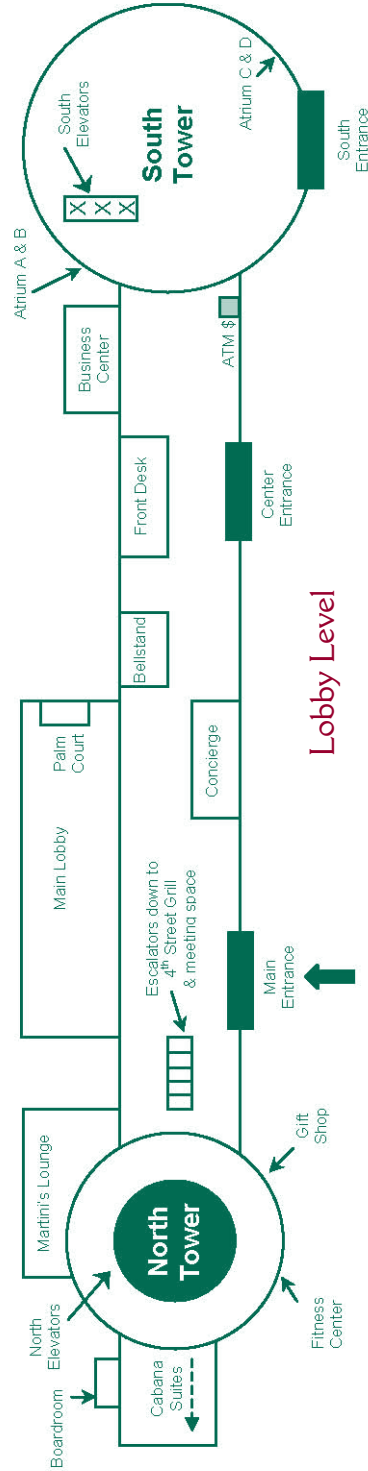 Boardroom
North
Elevators
Martini's Lounge
Main Lobby
Palm
Court
Bellstand
Front Desk
Business
Center
Atrium A & B
South
Elevators
X X X
South
Tower
Cabana
Suites
North
Tower
Escalators down to
4th Street Grill
& meeting space
Concierge
ATM $
Atrium C & D
Fitness
Center
Gift
Shop
Main
Entrance
Center
Entrance
South
Entrance
Lobby Level